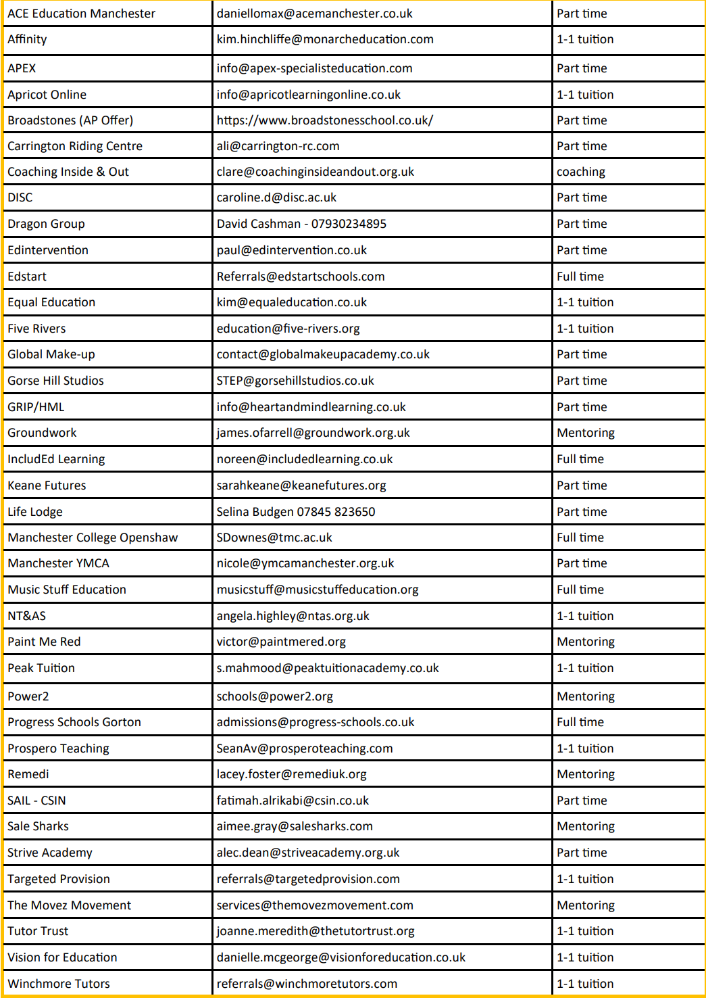 ACE Education Manchester daniellomax@acemanchester.co.uk Part time
Affinity kim.hinchliffe@monarcheducation.com 1-1 tuition
APEX info@apex-specialisteducation.com Part time
Apricot Online info@apricotlearningonline.co.uk 1-1 tuition
Broadstones (AP Offer) https://www.broadstonesschool.co.uk/ Part time
Carrington Riding Centre ali@carrington-rc.com Part time
Coaching Inside & Out clare@coachinginsideandout.org.uk coaching
DISC caroline.d@disc.ac.uk Part time
Dragon Group David Cashman - 07930234895 Part time
Edintervention paul@edintervention.co.uk Part time
Edstart Referrals@edstartschools.com Full time
Equal Education kim@equaleducation.co.uk 1-1 tuition
Five Rivers education@five-rivers.org 1-1 tuition
Global Make-up contact@globalmakeupacademy.co.uk Part time
Gorse Hill Studios STEP@gorsehillstudios.co.uk Part time
GRIP/HML info@heartandmindlearning.co.uk Part time
Groundwork james.ofarrell@groundwork.org.uk Mentoring
IncludEd Learning noreen@includedlearning.co.uk Full time
Keane Futures sarahkeane@keanefutures.org Part time
Life Lodge Selina Budgen 07845 823650 Part time
Manchester College Openshaw SDownes@tmc.ac.uk Full time
Manchester YMCA nicole@ymcamanchester.org.uk Part time
Music Stuff Education musicstuff@musicstuffeducation.org Full time
NT&AS angela.highley@ntas.org.uk 1-1 tuition
Paint Me Red victor@paintmered.org Mentoring
Peak Tuition s.mahmood@peaktuitionacademy.co.uk 1-1 tuition
Power2 schools@power2.org Mentoring
Progress Schools Gorton admissions@progress-schools.co.uk Full time
Prospero Teaching SeanAv@prosperoteaching.com 1-1 tuition
Remedi lacey.foster@remediuk.org Mentoring
SAIL - CSIN fatimah.alrikabi@csin.co.uk Part time
Sale Sharks aimee.gray@salesharks.com Mentoring
Strive Academy alec.dean@striveacademy.org.uk Part time
Targeted Provision referrals@targetedprovision.com 1-1 tuition
The Movez Movement services@themovezmovement.com Mentoring
Tutor Trust joanne.meredith@thetutortrust.org 1-1 tuition
Vision for Education danielle.mcgeorge@visionforeducation.co.uk 1-1 tuition
Winchmore Tutors referrals@winchmoretutors.com 1-1 tuition